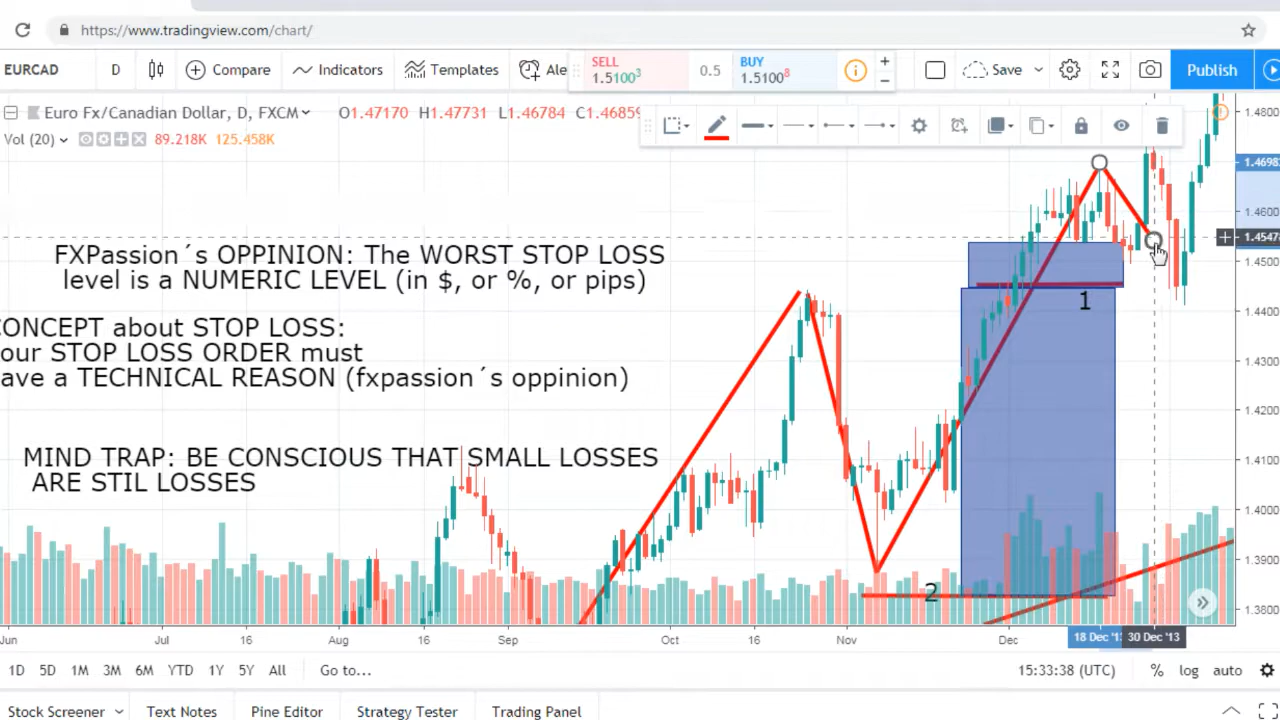 https://www.tradingview.com/chart/
EURCAD D Compare Indicators Templates Ale SELL 1.5100³ 0.5 BUY 1.5100⁸ + − Save Publish
Euro Fx/Canadian Dollar, D, FXCM O1.47170 H1.47731 L1.46784 C1.46859
Vol (20) 89.218K 125.458K
1.4800
1.4698
1.4600
1.4547
1.4500
1.4400
1.4300
1.4200
1.4100
1.4000
1.3900
1.3800
FXPassion´s OPPINION: The WORST STOP LOSS
level is a NUMERIC LEVEL (in $, or %, or pips)
CONCEPT about STOP LOSS:
our STOP LOSS ORDER must
ave a TECHNICAL REASON (fxpassion´s oppinion)
MIND TRAP: BE CONSCIOUS THAT SMALL LOSSES
ARE STIL LOSSES
1
2
Jun Jul 16 Aug 16 Sep Oct 16 Nov Dec 18 Dec '1 30 Dec '13
1D 5D 1M 3M 6M YTD 1Y 5Y All Go to... 15:33:38 (UTC) % log auto
Stock Screener Text Notes Pine Editor Strategy Tester Trading Panel